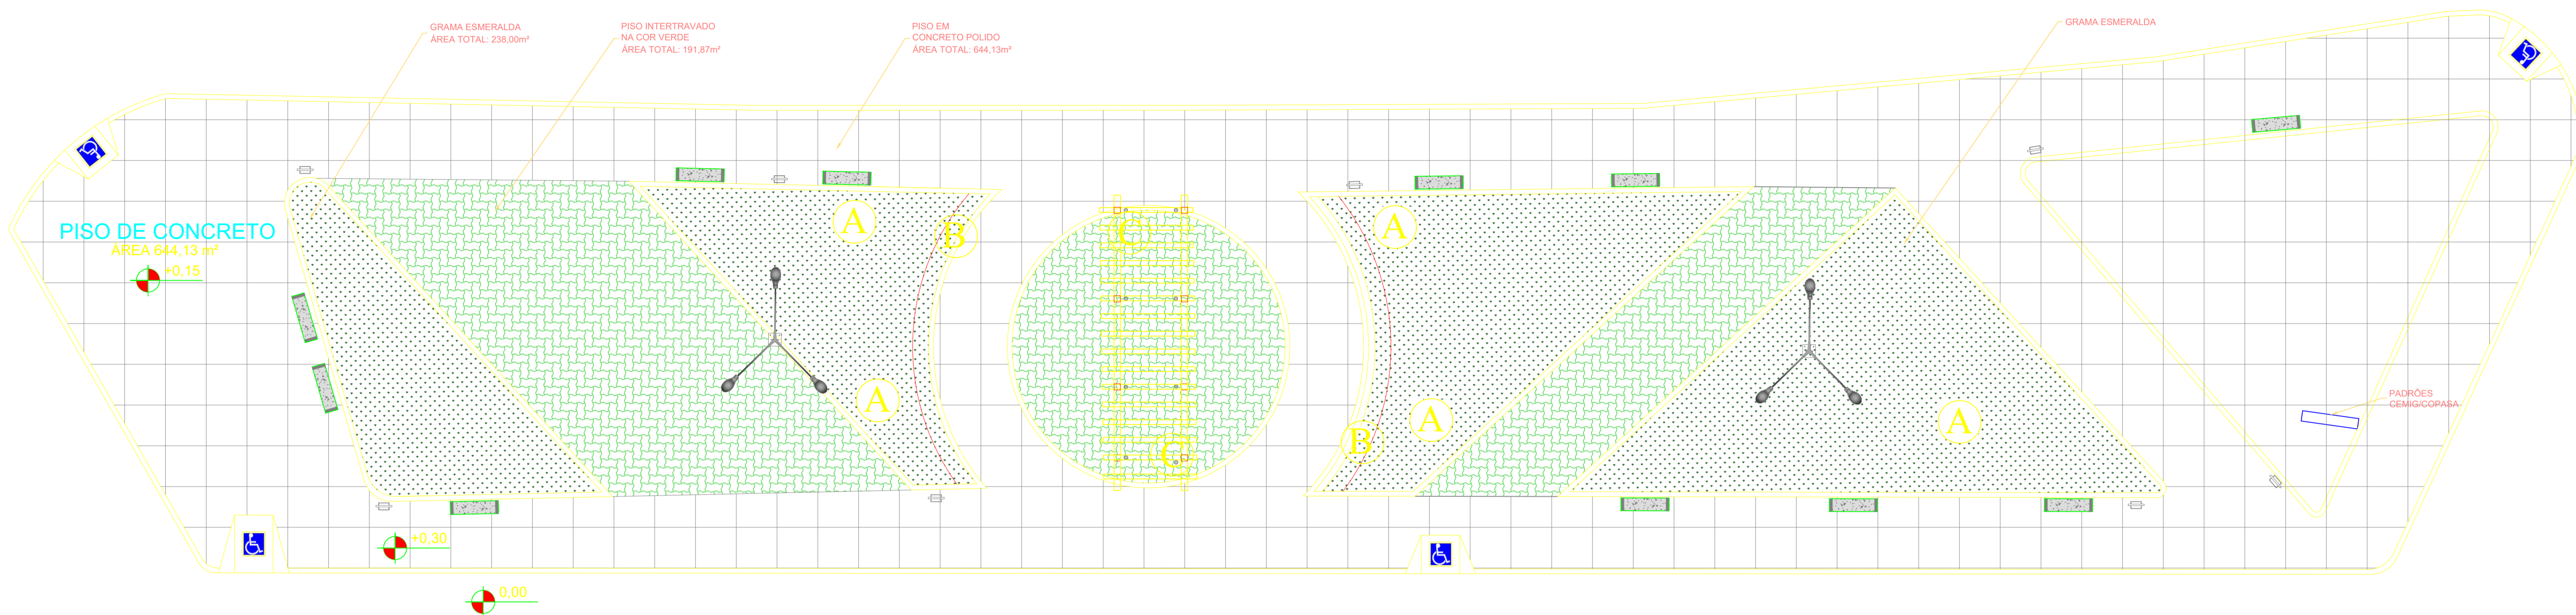 GRAMA ESMERALDA
ÁREA TOTAL: 238,00m²
PISO INTERTRAVADO
NA COR VERDE
ÁREA TOTAL: 191,87m²
PISO EM
CONCRETO POLIDO
ÁREA TOTAL: 644,13m²
GRAMA ESMERALDA
PISO DE CONCRETO
ÁREA 644,13 m²
+0,15
A
B
C
A
A
A
B
C
A
A
PADRÕES
CEMIG/COPASA
+0,30
0,00